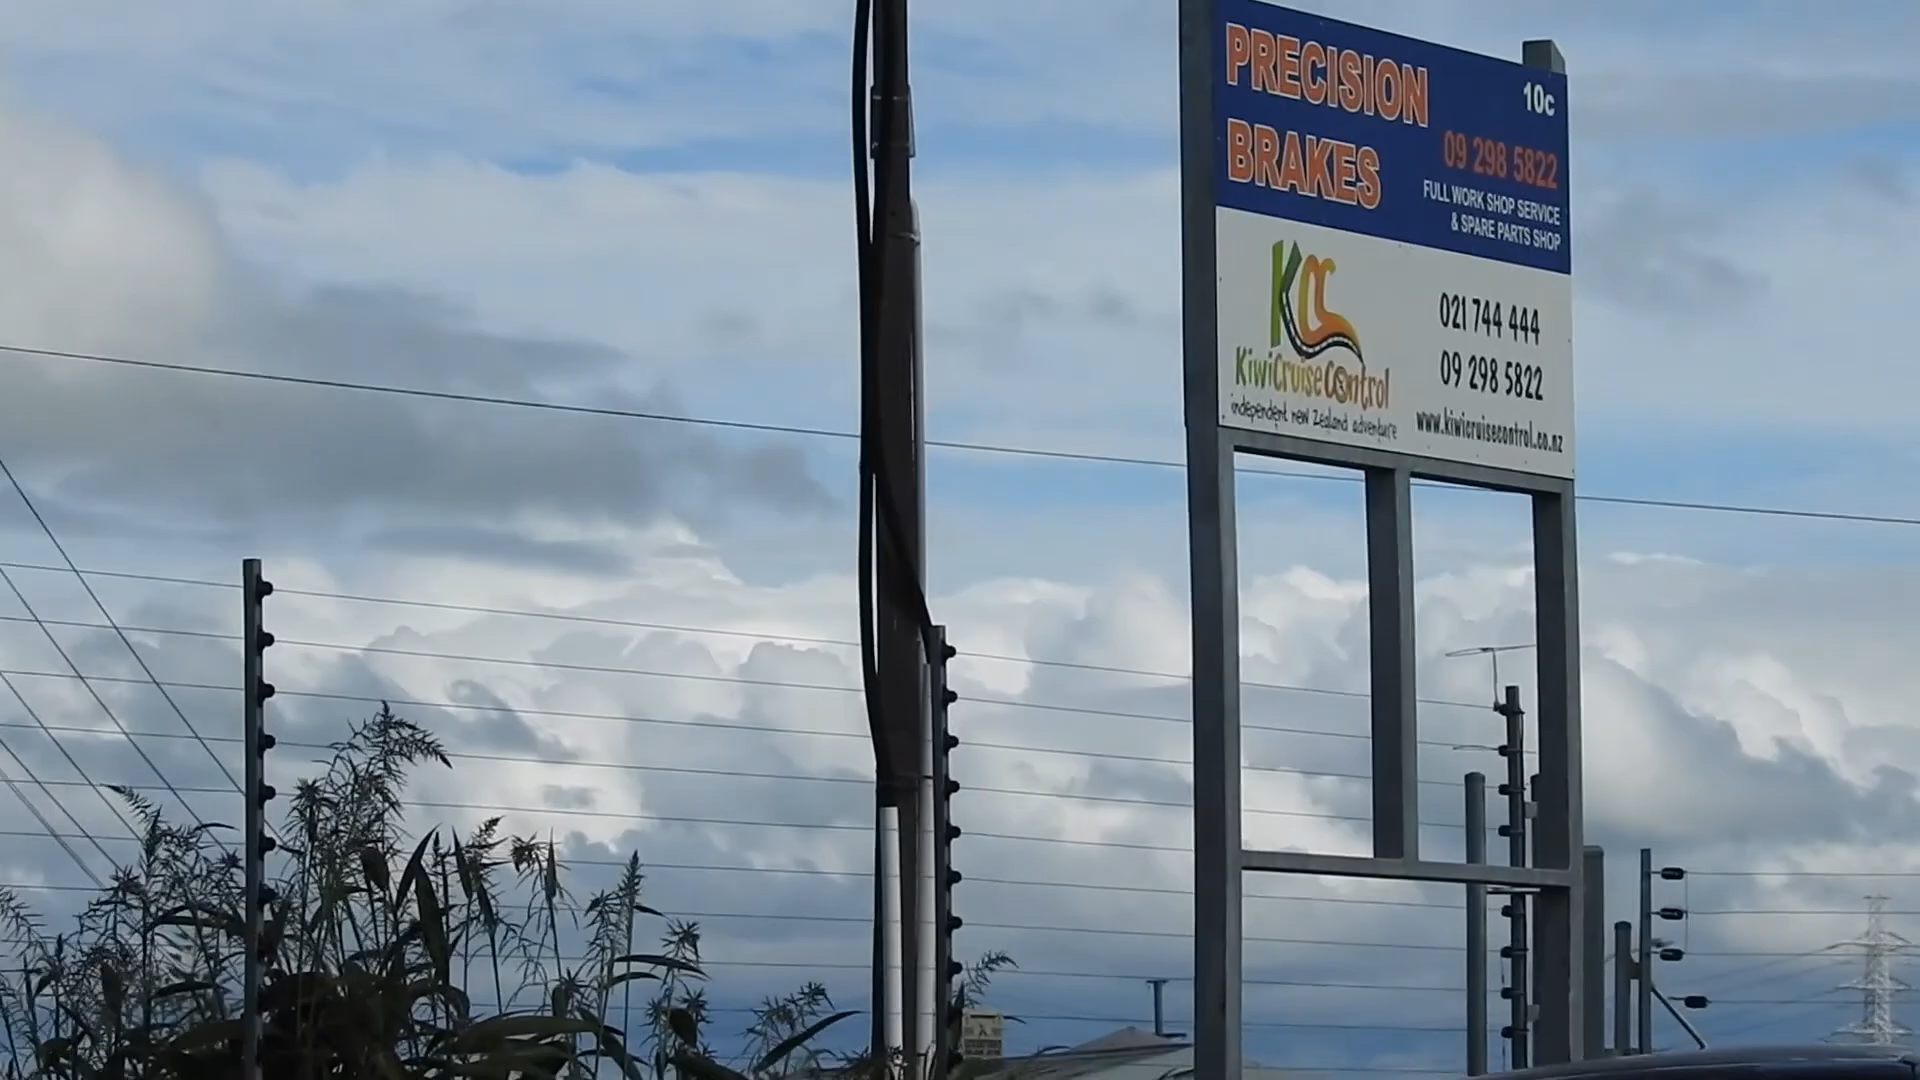 PRECISION
BRAKES
10c
09 298 5822
FULL WORK SHOP SERVICE
& SPARE PARTS SHOP
KCC
KiwiCruiseControl
independent new zealand adventure
021 744 444
09 298 5822
www.kiwicruisecontrol.co.nz